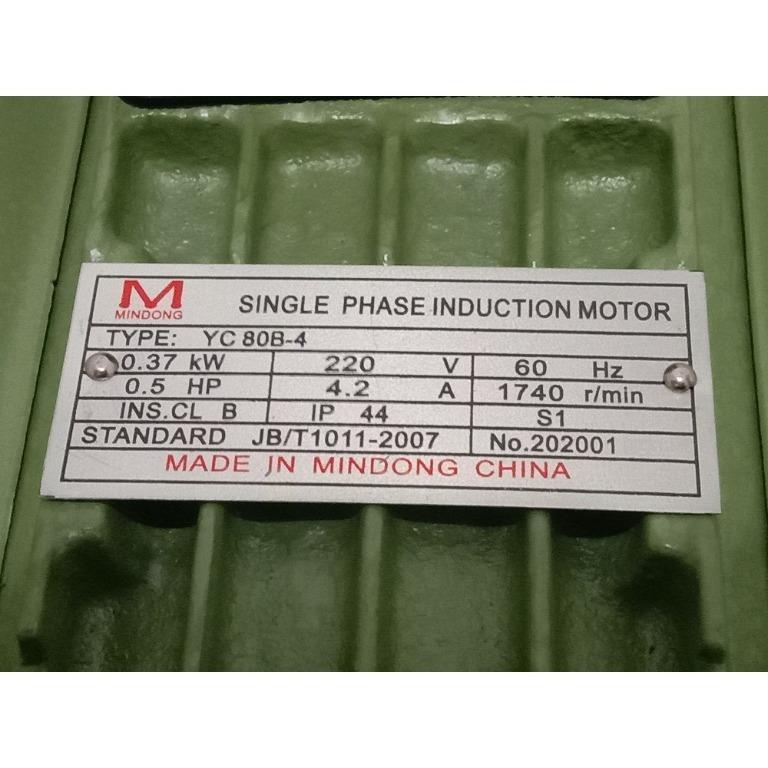 M
MINDONG
SINGLE PHASE INDUCTION MOTOR
TYPE: YC 80B-4
0.37 kW 220 V 60 Hz
0.5 HP 4.2 A 1740 r/min
INS.CL B IP 44 S1
STANDARD JB/T1011-2007 No.202001
MADE IN MINDONG CHINA